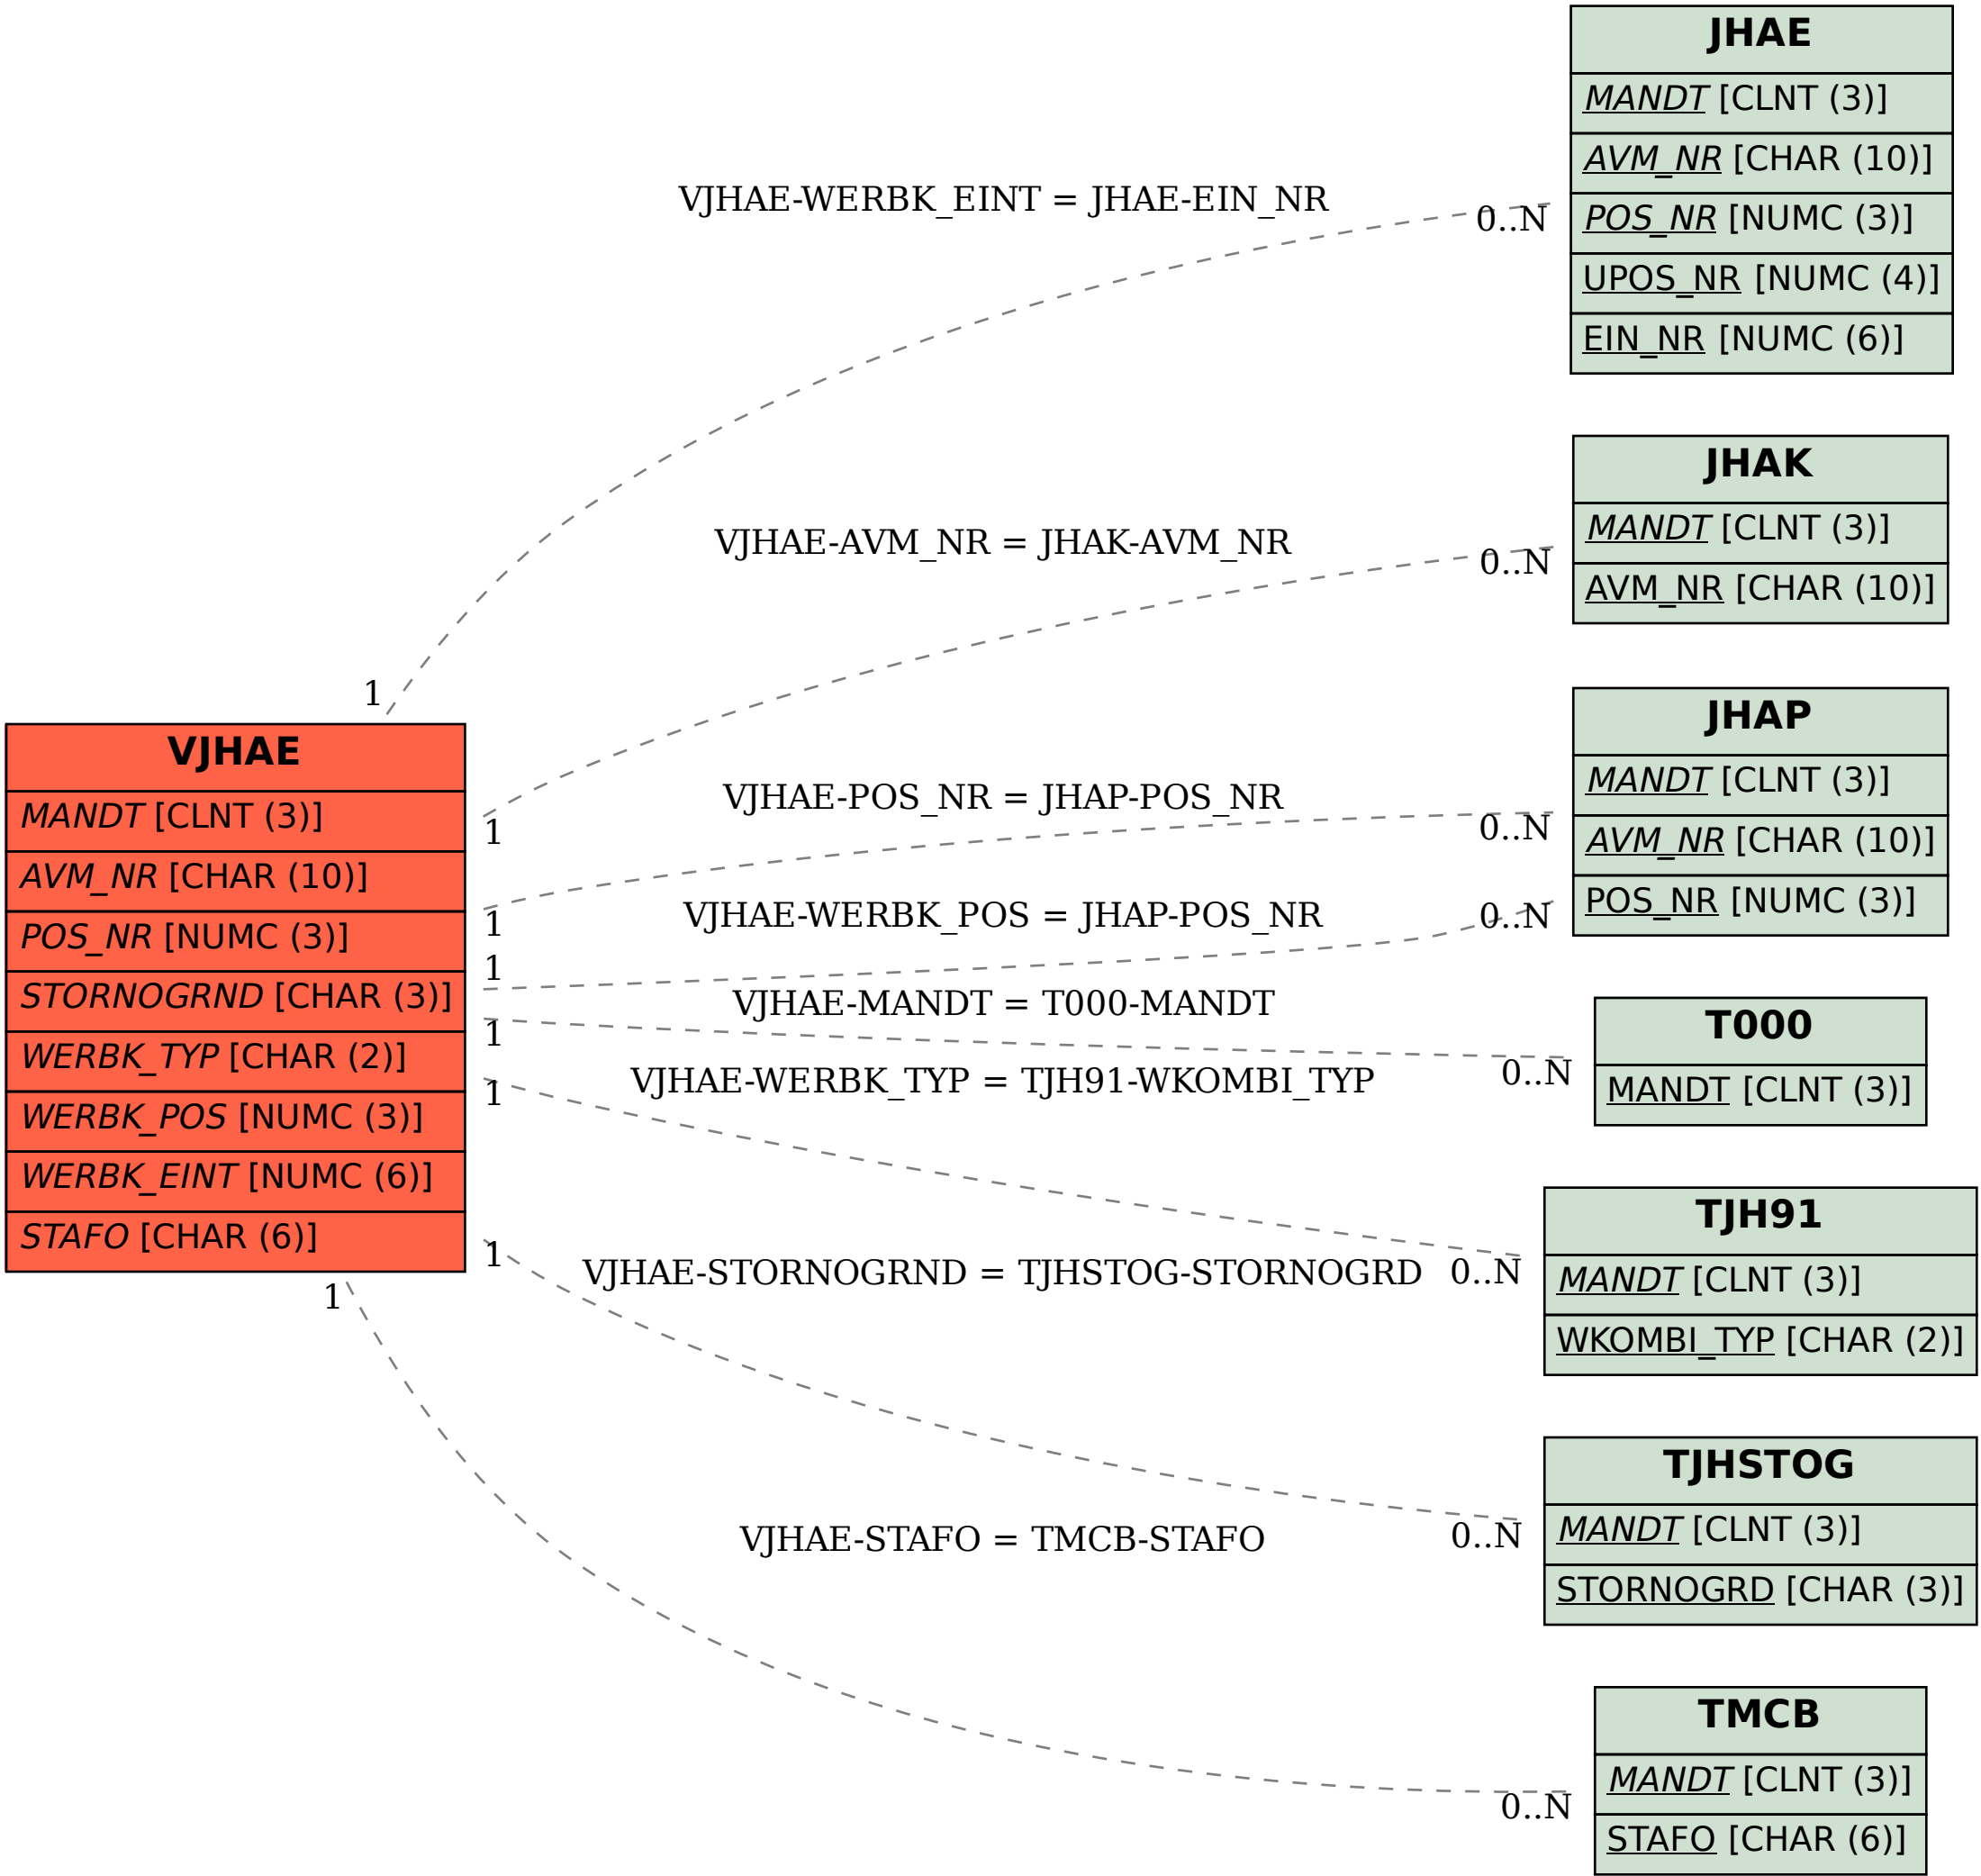 JHAE
MANDT [CLNT (3)]
AVM_NR [CHAR (10)]
POS_NR [NUMC (3)]
UPOS_NR [NUMC (4)]
EIN_NR [NUMC (6)]
VJHAE-WERBK_EINT = JHAE-EIN_NR
0..N
1
JHAK
MANDT [CLNT (3)]
AVM_NR [CHAR (10)]
VJHAE-AVM_NR = JHAK-AVM_NR
0..N
1
VJHAE
MANDT [CLNT (3)]
AVM_NR [CHAR (10)]
POS_NR [NUMC (3)]
STORNOGRND [CHAR (3)]
WERBK_TYP [CHAR (2)]
WERBK_POS [NUMC (3)]
WERBK_EINT [NUMC (6)]
STAFO [CHAR (6)]
JHAP
MANDT [CLNT (3)]
AVM_NR [CHAR (10)]
POS_NR [NUMC (3)]
VJHAE-POS_NR = JHAP-POS_NR
0..N
1
VJHAE-WERBK_POS = JHAP-POS_NR
0..N
1
VJHAE-MANDT = T000-MANDT
0..N
1
T000
MANDT [CLNT (3)]
VJHAE-WERBK_TYP = TJH91-WKOMBI_TYP
0..N
1
TJH91
MANDT [CLNT (3)]
WKOMBI_TYP [CHAR (2)]
VJHAE-STORNOGRND = TJHSTOG-STORNOGRD
0..N
1
TJHSTOG
MANDT [CLNT (3)]
STORNOGRD [CHAR (3)]
VJHAE-STAFO = TMCB-STAFO
0..N
1
TMCB
MANDT [CLNT (3)]
STAFO [CHAR (6)]